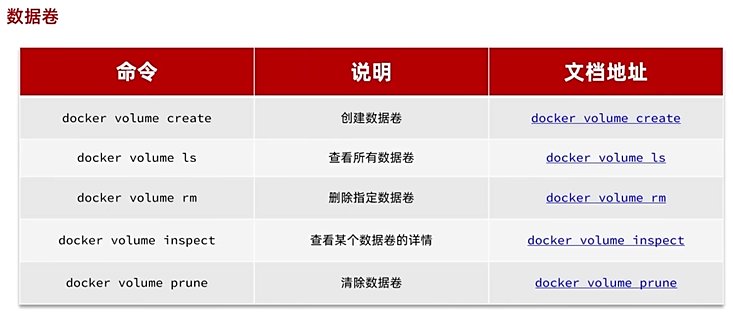 数据卷
命令 说明 文档地址
docker volume create 创建数据卷 docker volume create
docker volume ls 查看所有数据卷 docker volume ls
docker volume rm 删除指定数据卷 docker volume rm
docker volume inspect 查看某个数据卷的详情 docker volume inspect
docker volume prune 清除数据卷 docker volume prune